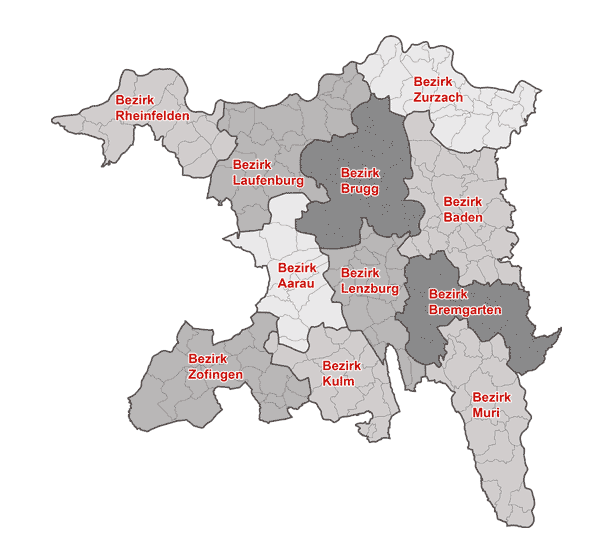 Bezirk
Zurzach
Bezirk
Rheinfelden
Bezirk
Laufenburg
Bezirk
Brugg
Bezirk
Baden
Bezirk
Aarau
Bezirk
Lenzburg
Bezirk
Bremgarten
Bezirk
Zofingen
Bezirk
Kulm
Bezirk
Muri